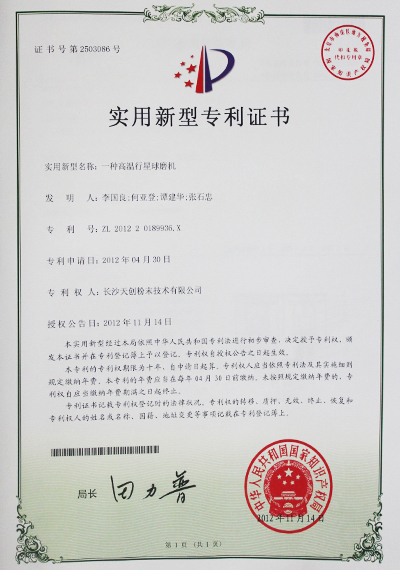 证书号第2503086号
实用新型专利证书
实用新型名称：一种高温行星球磨机
发 明 人：李国良;何亚登;谭建华;张石忠
专 利 号：ZL 2012 2 0189936.X
专利申请日：2012年04月30日
专 利 权 人：长沙天创粉末技术有限公司
授权公告日：2012年11月14日
本实用新型经过本局依照中华人民共和国专利法进行初步审查，决定授予专利权，颁
发本证书并在专利登记簿上予以登记。专利权自授权公告之日起生效。
本专利的专利权期限为十年，自申请日起算。专利权人应当依照专利法及其实施细则
规定缴纳年费。本专利的年费应当在每年04月30日前缴纳。未按照规定缴纳年费的，专
利权自应当缴纳年费期满之日起终止。
专利证书记载专利权登记时的法律状况。专利权的转移、质押、无效、终止、恢复和
专利权人的姓名或名称、国籍、地址变更等事项记载在专利登记簿上。
局长 田力普
中华人民共和国国家知识产权局
2012年11月14日
第1页（共1页）